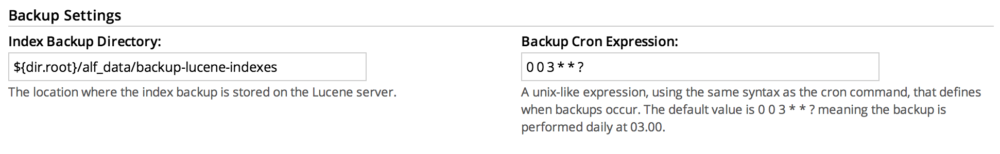 Backup Settings
Index Backup Directory:
${dir.root}/alf_data/backup-lucene-indexes
The location where the index backup is stored on the Lucene server.
Backup Cron Expression:
0 0 3 * * ?
A unix-like expression, using the same syntax as the cron command, that defines
when backups occur. The default value is 0 0 3 * * ? meaning the backup is
performed daily at 03.00.